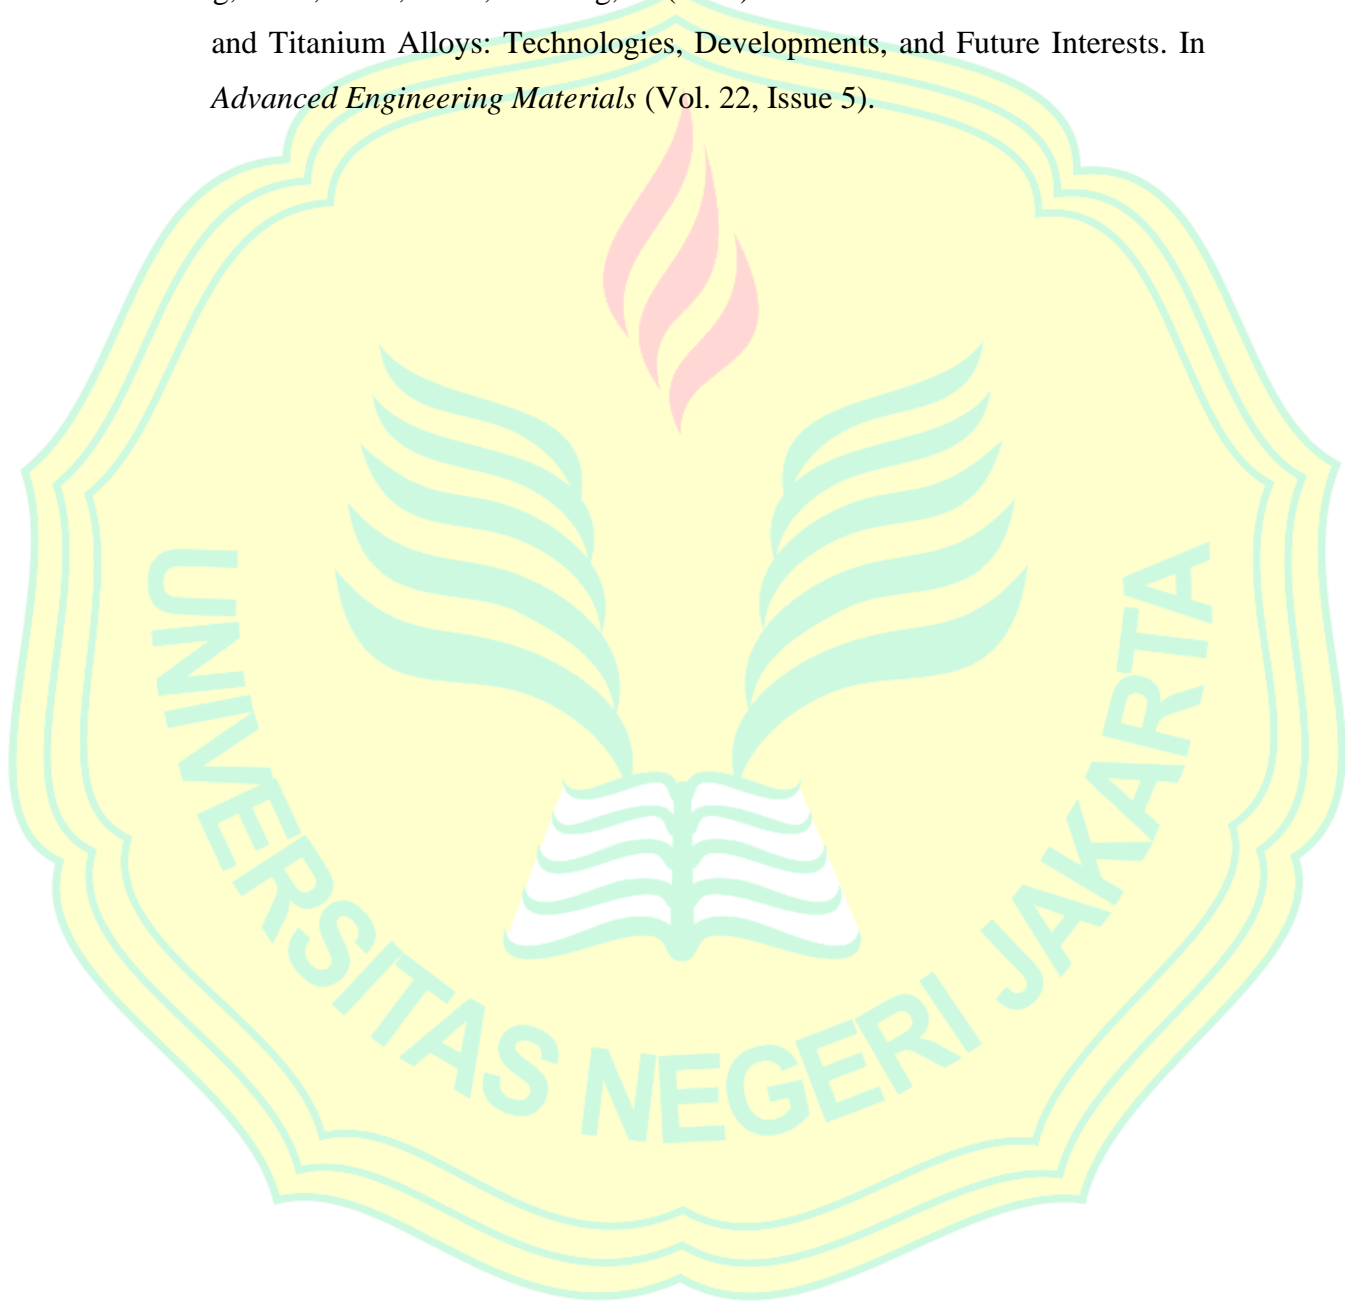 and Titanium Alloys: Technologies, Developments, and Future Interests. In
Advanced Engineering Materials (Vol. 22, Issue 5).
UNIVERSITAS NEGERI JAKARTA